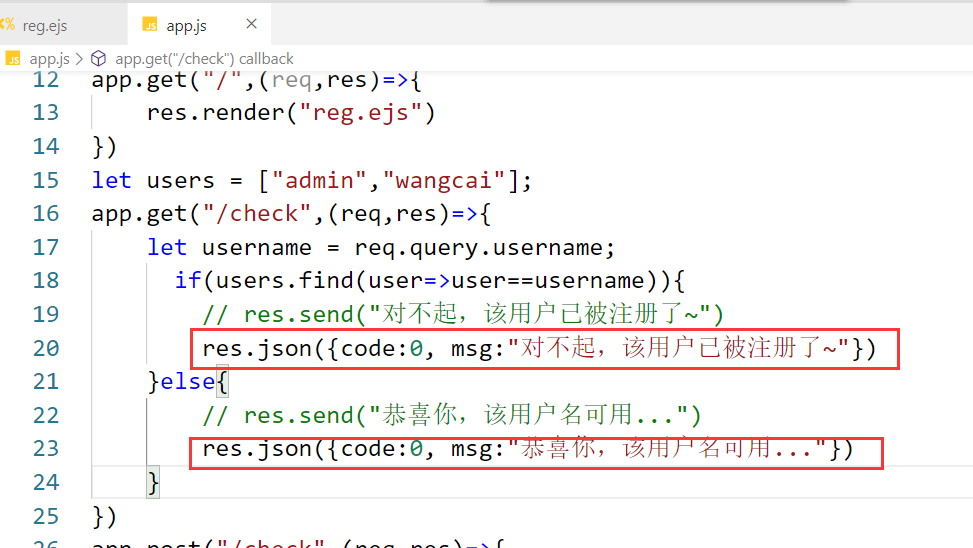 reg.ejs JS app.js ×
JS app.js > app.get("/check") callback
12 app.get("/",(req,res)=>{
13 res.render("reg.ejs")
14 })
15 let users = ["admin","wangcai"];
16 app.get("/check",(req,res)=>{
17 let username = req.query.username;
18 if(users.find(user=>user==username)){
19 // res.send("对不起，该用户已被注册了~")
20 res.json({code:0, msg:"对不起，该用户已被注册了~"})
21 }else{
22 // res.send("恭喜你，该用户名可用...")
23 res.json({code:0, msg:"恭喜你，该用户名可用..."})
24 }
25 })
26 app.post("/check",(req,res)=>{